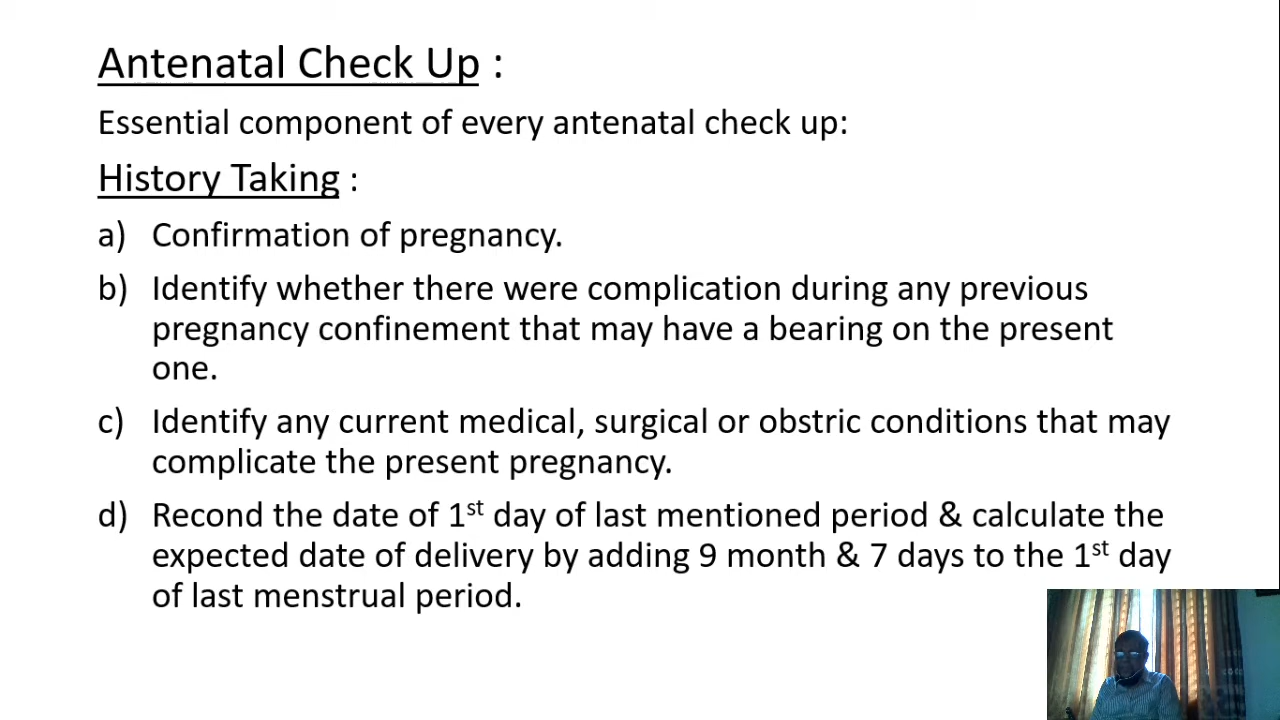 Antenatal Check Up :
Essential component of every antenatal check up:
History Taking :
a) Confirmation of pregnancy.
b) Identify whether there were complication during any previous
pregnancy confinement that may have a bearing on the present
one.
c) Identify any current medical, surgical or obstric conditions that may
complicate the present pregnancy.
d) Recond the date of 1st day of last mentioned period & calculate the
expected date of delivery by adding 9 month & 7 days to the 1st day
of last menstrual period.